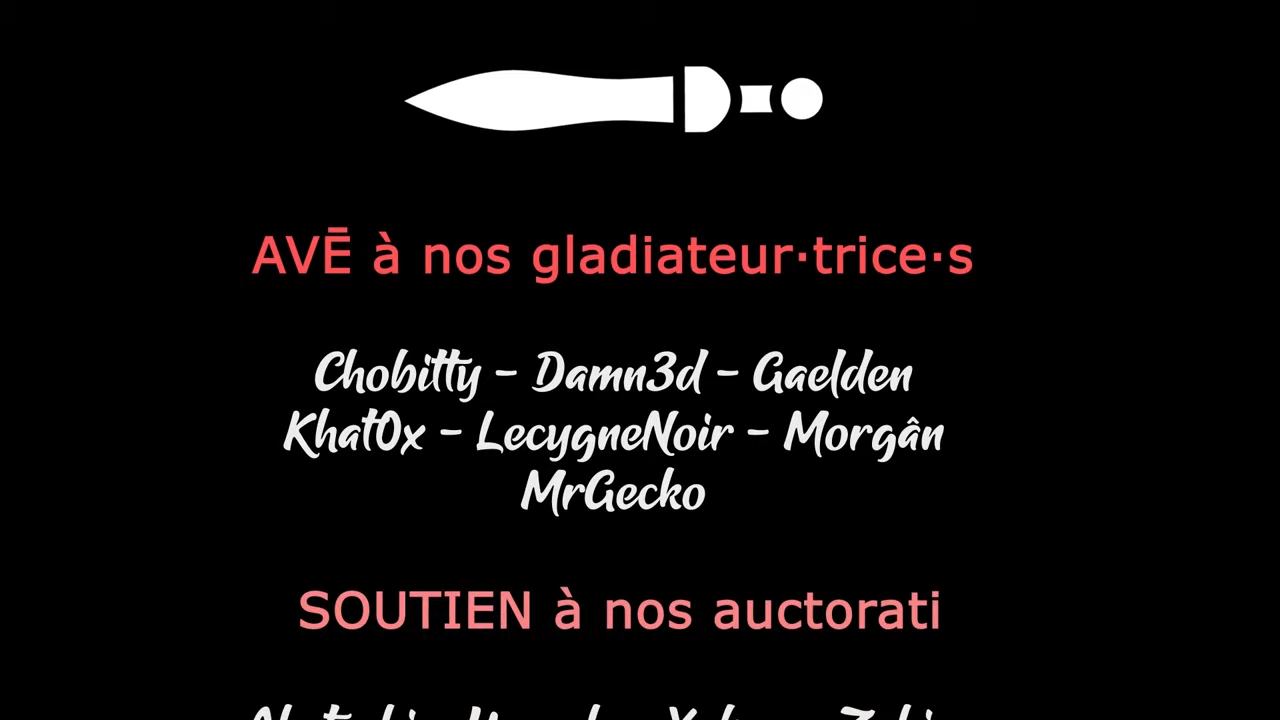 AVĒ à nos gladiateur·trice·s
Chobitty - Damn3d - Gaelden
Khat0x - LecygneNoir - Morgân
MrGecko
SOUTIEN à nos auctorati